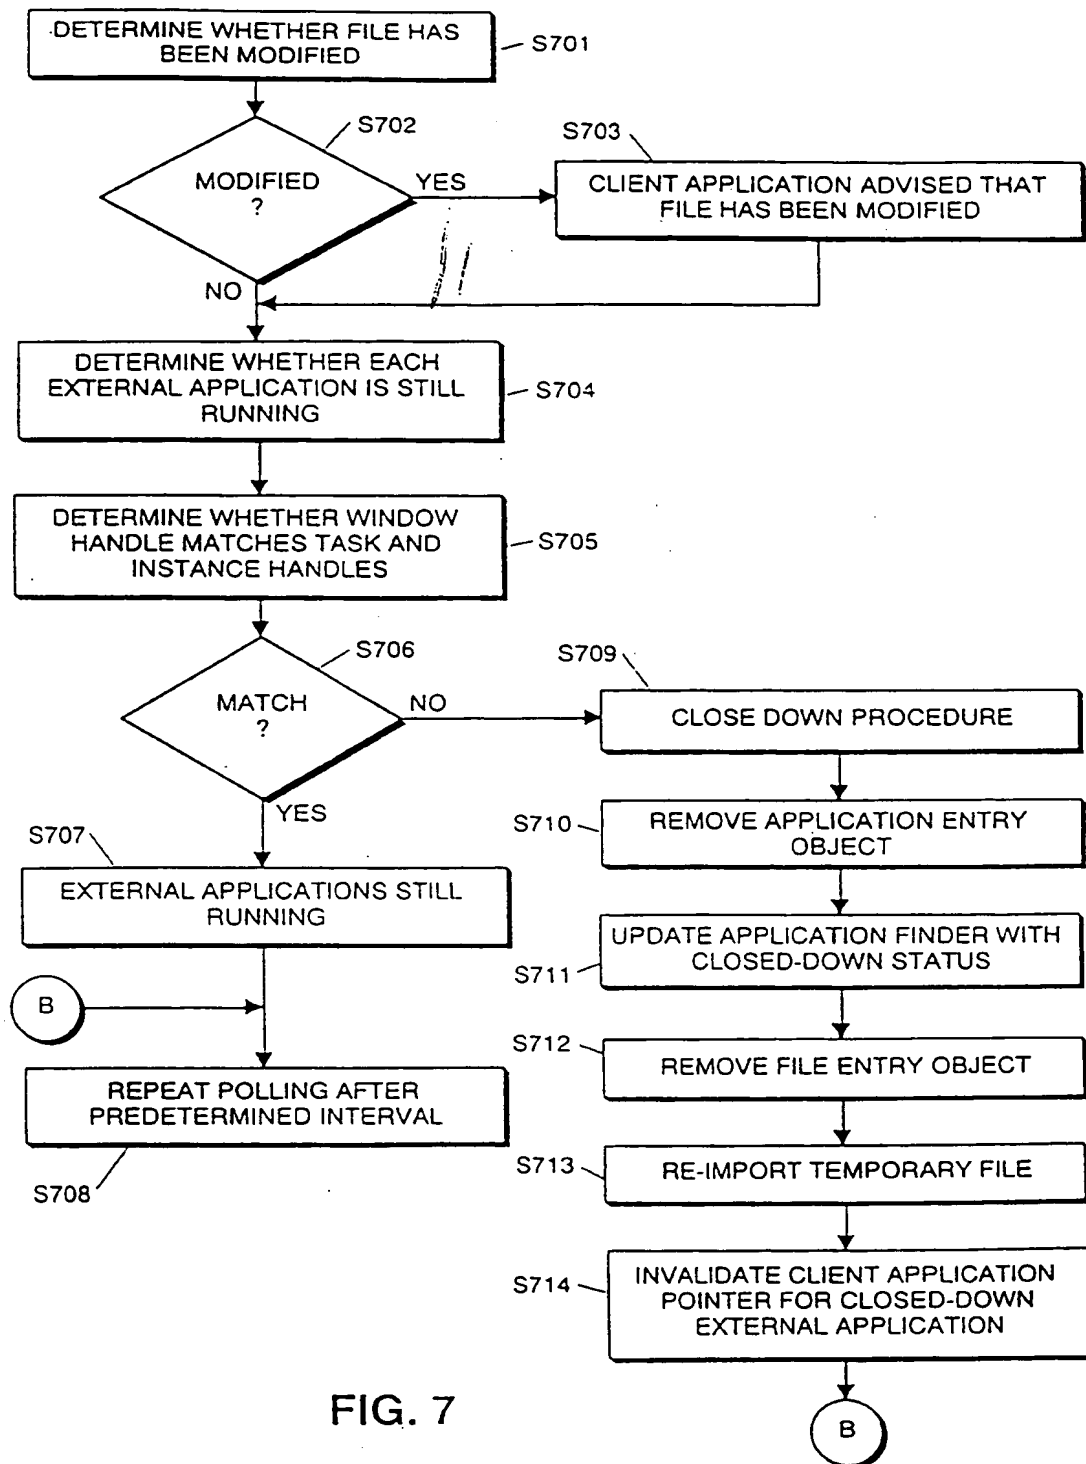 DETERMINE WHETHER FILE HAS
BEEN MODIFIED
S701
S702
MODIFIED
?
YES
NO
S703
CLIENT APPLICATION ADVISED THAT
FILE HAS BEEN MODIFIED
DETERMINE WHETHER EACH
EXTERNAL APPLICATION IS STILL
RUNNING
S704
DETERMINE WHETHER WINDOW
HANDLE MATCHES TASK AND
INSTANCE HANDLES
S705
S706
MATCH
?
NO
YES
S707
EXTERNAL APPLICATIONS STILL
RUNNING
B
REPEAT POLLING AFTER
PREDETERMINED INTERVAL
S708
S709
CLOSE DOWN PROCEDURE
S710
REMOVE APPLICATION ENTRY
OBJECT
S711
UPDATE APPLICATION FINDER WITH
CLOSED-DOWN STATUS
S712
REMOVE FILE ENTRY OBJECT
S713
RE-IMPORT TEMPORARY FILE
S714
INVALIDATE CLIENT APPLICATION
POINTER FOR CLOSED-DOWN
EXTERNAL APPLICATION
B
FIG. 7